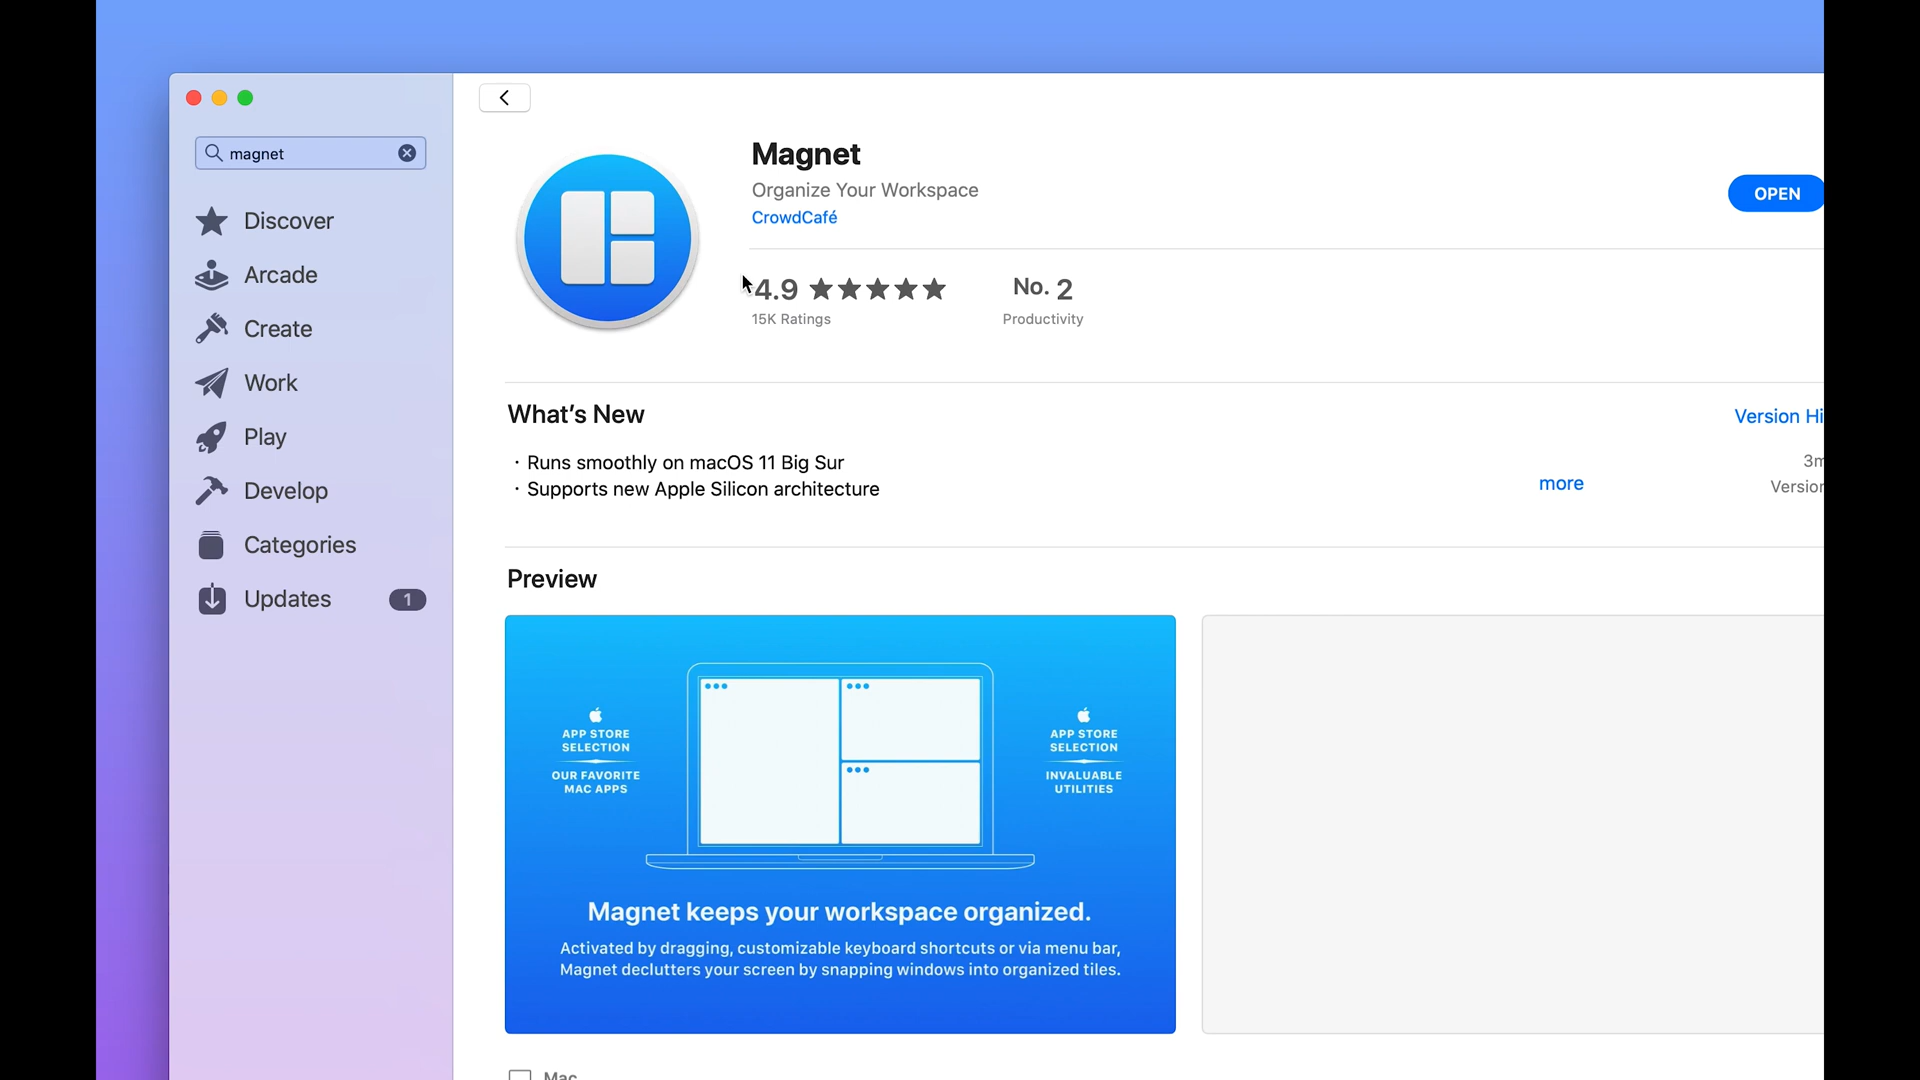 magnet
Discover
Arcade
Create
Work
Play
Develop
Categories
Updates 1
Magnet
Organize Your Workspace
CrowdCafé
OPEN
4.9 No. 2
15K Ratings Productivity
What's New
Version Hi
· Runs smoothly on macOS 11 Big Sur
· Supports new Apple Silicon architecture
more
3m
Version
Preview
APP STORE
SELECTION
OUR FAVORITE
MAC APPS
APP STORE
SELECTION
INVALUABLE
UTILITIES
Magnet keeps your workspace organized.
Activated by dragging, customizable keyboard shortcuts or via menu bar,
Magnet declutters your screen by snapping windows into organized tiles.
Mac